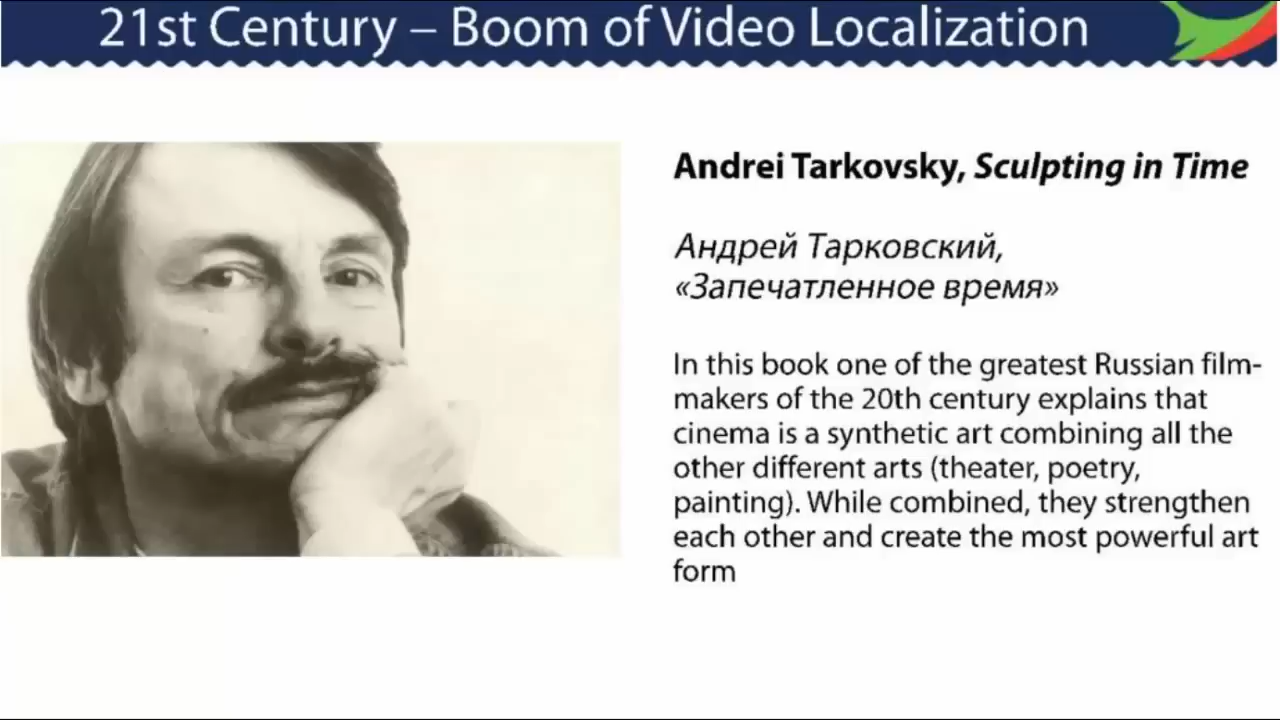 21st Century – Boom of Video Localization
Andrei Tarkovsky, Sculpting in Time
Андрей Тарковский,
«Запечатленное время»
In this book one of the greatest Russian film-
makers of the 20th century explains that
cinema is a synthetic art combining all the
other different arts (theater, poetry,
painting). While combined, they strengthen
each other and create the most powerful art
form